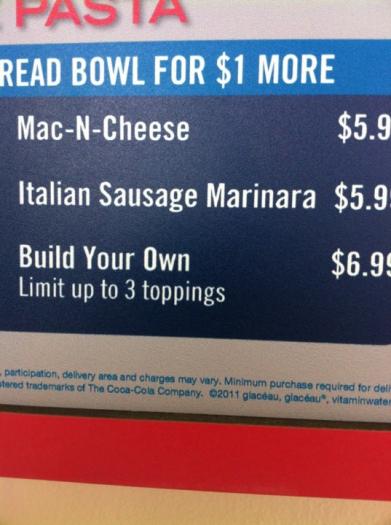 PASTA
READ BOWL FOR $1 MORE
Mac-N-Cheese $5.9
Italian Sausage Marinara $5.9
Build Your Own $6.99
Limit up to 3 toppings
, participation, delivery area and charges may vary. Minimum purchase required for deli
stered trademarks of The Coca-Cola Company. ©2011 glacéau, glacéau®, vitaminwater